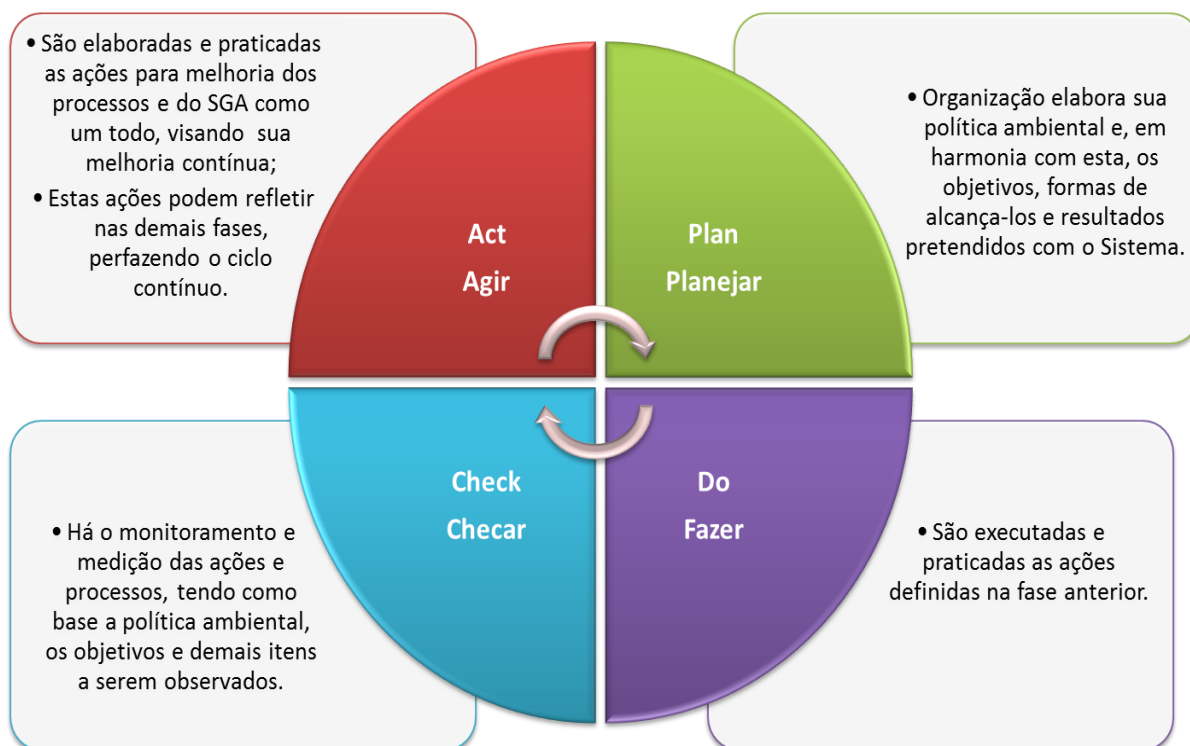 • São elaboradas e praticadas
as ações para melhoria dos
processos e do SGA como
um todo, visando sua
melhoria contínua;
• Estas ações podem refletir
nas demais fases,
perfazendo o ciclo
contínuo.
Act
Agir
Plan
Planejar
• Organização elabora sua
política ambiental e, em
harmonia com esta, os
objetivos, formas de
alcança-los e resultados
pretendidos com o Sistema.
• Há o monitoramento e
medição das ações e
processos, tendo como
base a política ambiental,
os objetivos e demais itens
a serem observados.
Check
Checar
Do
Fazer
• São executadas e
praticadas as ações
definidas na fase anterior.